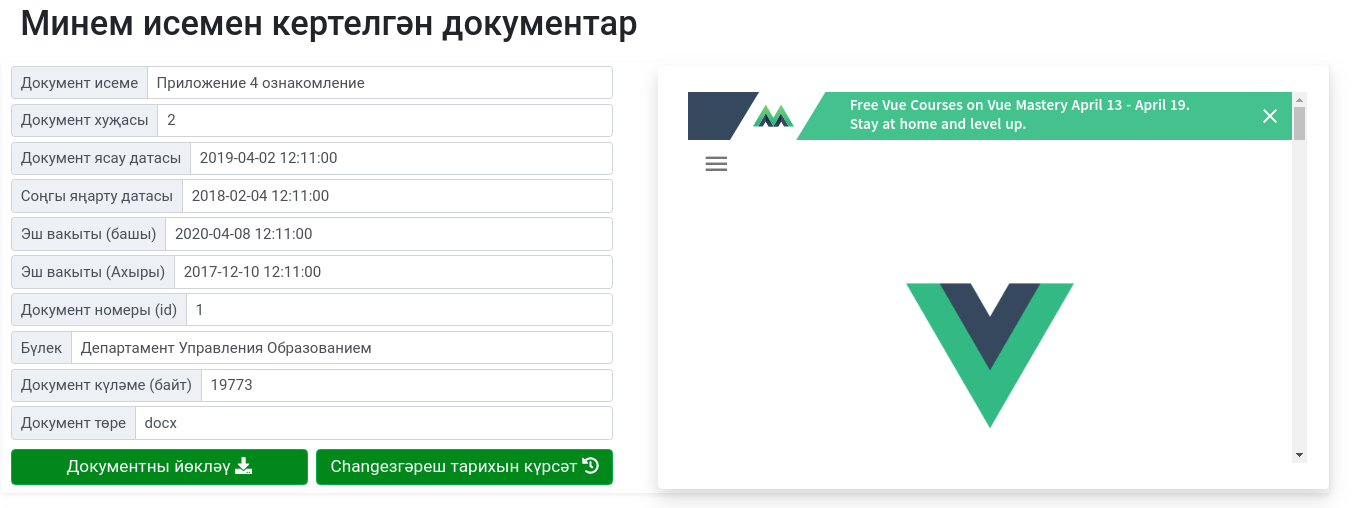 Минем исемен кертелгән документар
Документ исеме Приложение 4 ознакомление
Документ хуҗасы 2
Документ ясау датасы 2019-04-02 12:11:00
Соңгы яңарту датасы 2018-02-04 12:11:00
Эш вакыты (башы) 2020-04-08 12:11:00
Эш вакыты (Ахыры) 2017-12-10 12:11:00
Документ номеры (id) 1
Бүлек Департамент Управления Образованием
Документ күләме (байт) 19773
Документ төре docx
Документны йөкләү
Changeзгәреш тарихын күрсәт
Free Vue Courses on Vue Mastery April 13 - April 19.
Stay at home and level up.